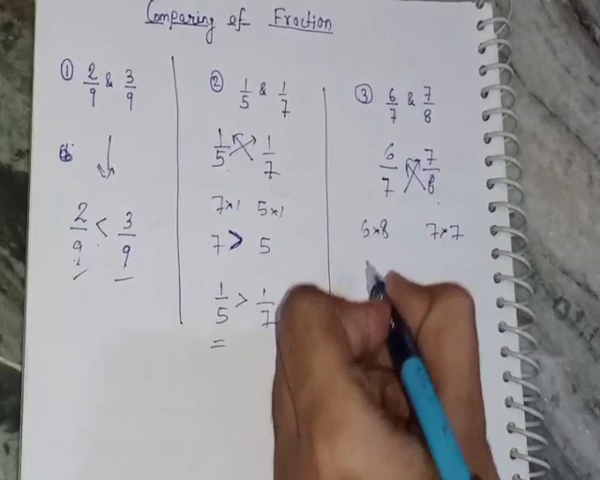 Comparing of Fraction
① 2/9 & 3/9
2/9 < 3/9
② 1/5 & 1/7
1/5 1/7
7×1 5×1
7 > 5
1/5 > 1/7
=
③ 6/7 & 7/8
6/7 7/8
6×8 7×7